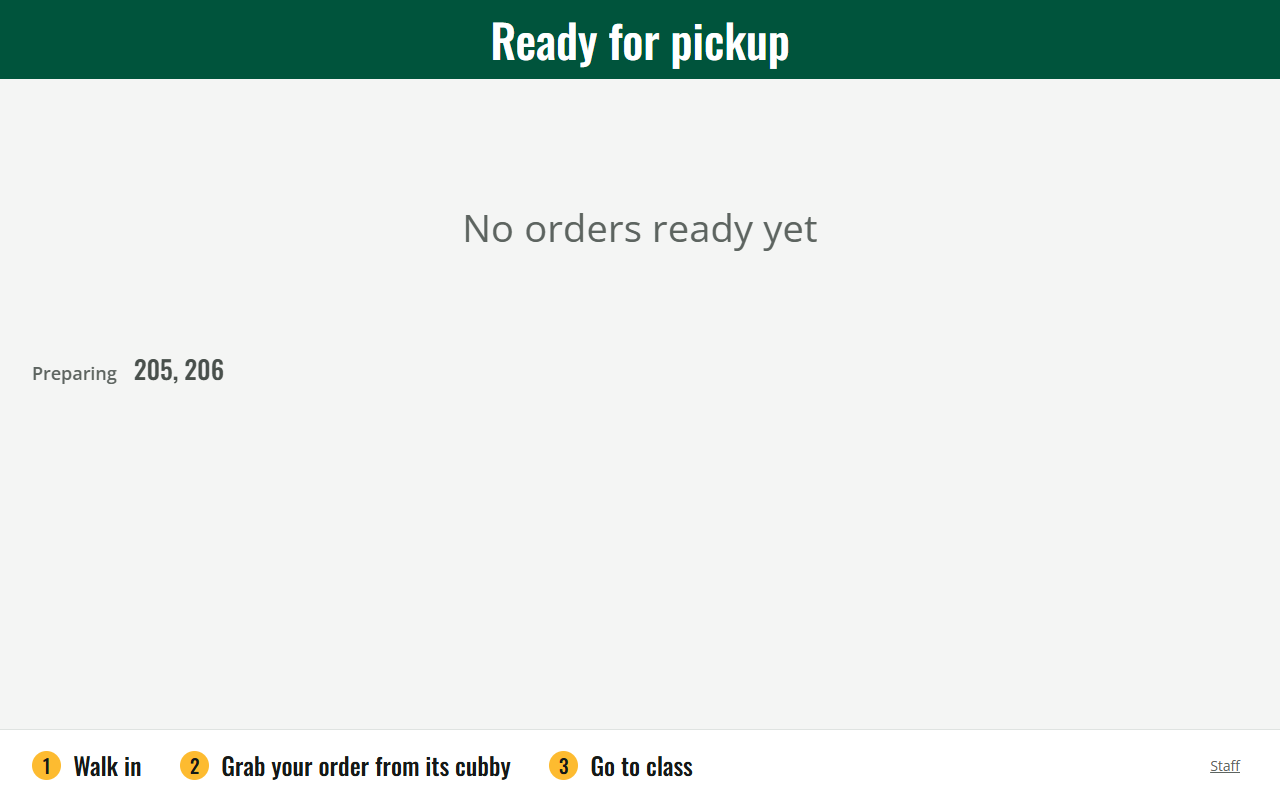 Ready for pickup
No orders ready yet
Preparing 205, 206
1 Walk in 2 Grab your order from its cubby 3 Go to class Staff